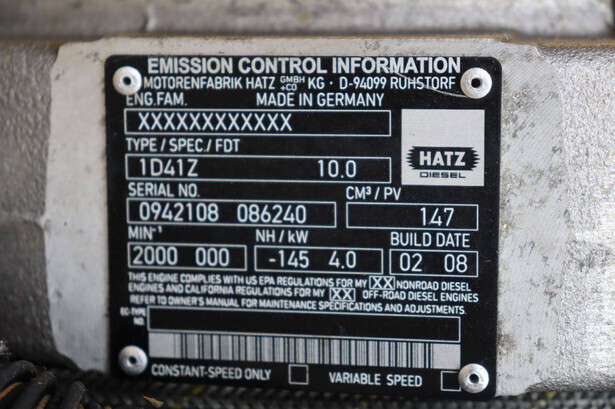 EMISSION CONTROL INFORMATION
MOTORENFABRIK HATZ GMBH +CO KG · D-94099 RUHSTORF
ENG.FAM. MADE IN GERMANY
XXXXXXXXXXXX
TYPE / SPEC / FDT
1D41Z 10.0
HATZ
DIESEL
SERIAL NO. CM³ / PV
0942108 086240 147
MIN⁻¹ NH / kW BUILD DATE
2000 000 -145 4.0 02 08
THIS ENGINE COMPLIES WITH US EPA REGULATIONS FOR MY XX NONROAD DIESEL
ENGINES AND CALIFORNIA REGULATIONS FOR MY XX OFF-ROAD DIESEL ENGINES
REFER TO OWNER'S MANUAL FOR MAINTENANCE SPECIFICATIONS AND ADJUSTMENTS.
EC-TYPE
NO.
CONSTANT-SPEED ONLY VARIABLE SPEED